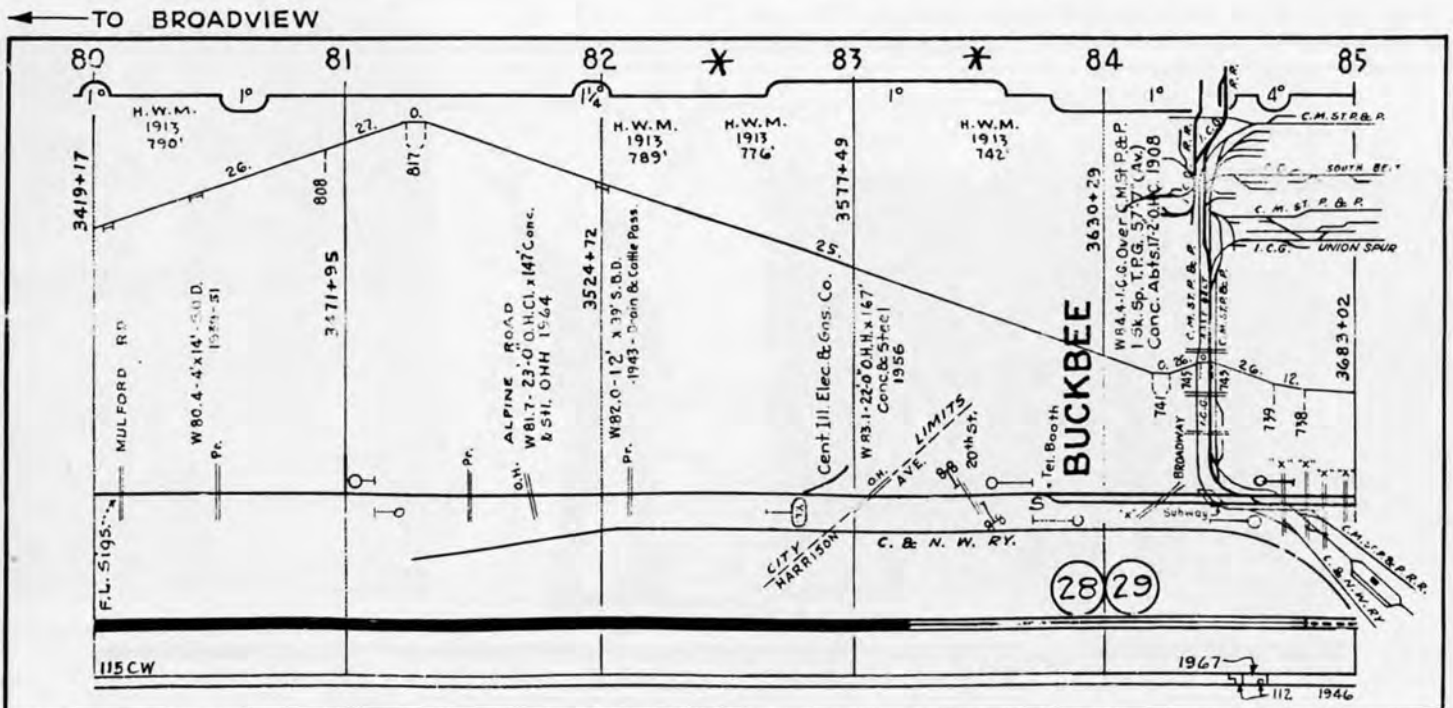 TO BROADVIEW
80 81 82 83 84 85
1° 1° 1¼° 1° 1° 4°
H.W.M.
1913
790'
H.W.M.
1913
789'
H.W.M.
1913
776'
H.W.M.
1913
742'
27.
0.
26.
808
817
25.
3419+17
3471+95
3524+72
3577+49
3630+29
3683+02
MULFORD RD
W80.4-4'x14'
Pr.
Pr.
O.H.
ALPINE ROAD
W81.7-23'-0" O.H.Cl. x 147' Conc.
& Stl, OHH 1964
W82.0-12' x 39' S.B.D.
1943-Drain & Cattle Pass.
Pr.
Cent Ill. Elec. & Gas. Co.
W83.1-22'-0" O.H.H. x 167'
Conc. & Steel
1956
O.H.
CITY LIMITS
HARRISON AVE.
20th St.
Tel. Booth
BUCKBEE
W84.4-I.C.G. Over C.M.St.P.&P.
1 Sk. Sp. T.P.G. 57'-7" (Av.)
Conc. Abts. 17'-2" O.H.C. 1908
R.R.
R.R.
I.C.G.
I.C.G.
C.M.ST.P.& P.
SOUTH BELT
C.M. ST. P. & P.
I.C.G. UNION SPUR
C.M. ST. P. & P.
C.M. ST. P. & P.
I.C.G.
0. 26.
745
745
26.
12.
741
739
738
BROADWAY
"X"
Subway
"X" "X" "X" "X"
F.L. Sigs.
Y.L.
S
C. & N. W. RY.
C.M.ST.P.& P.R.R.
C.& N.W.RY
28 29
115 CW
1967
112 1946